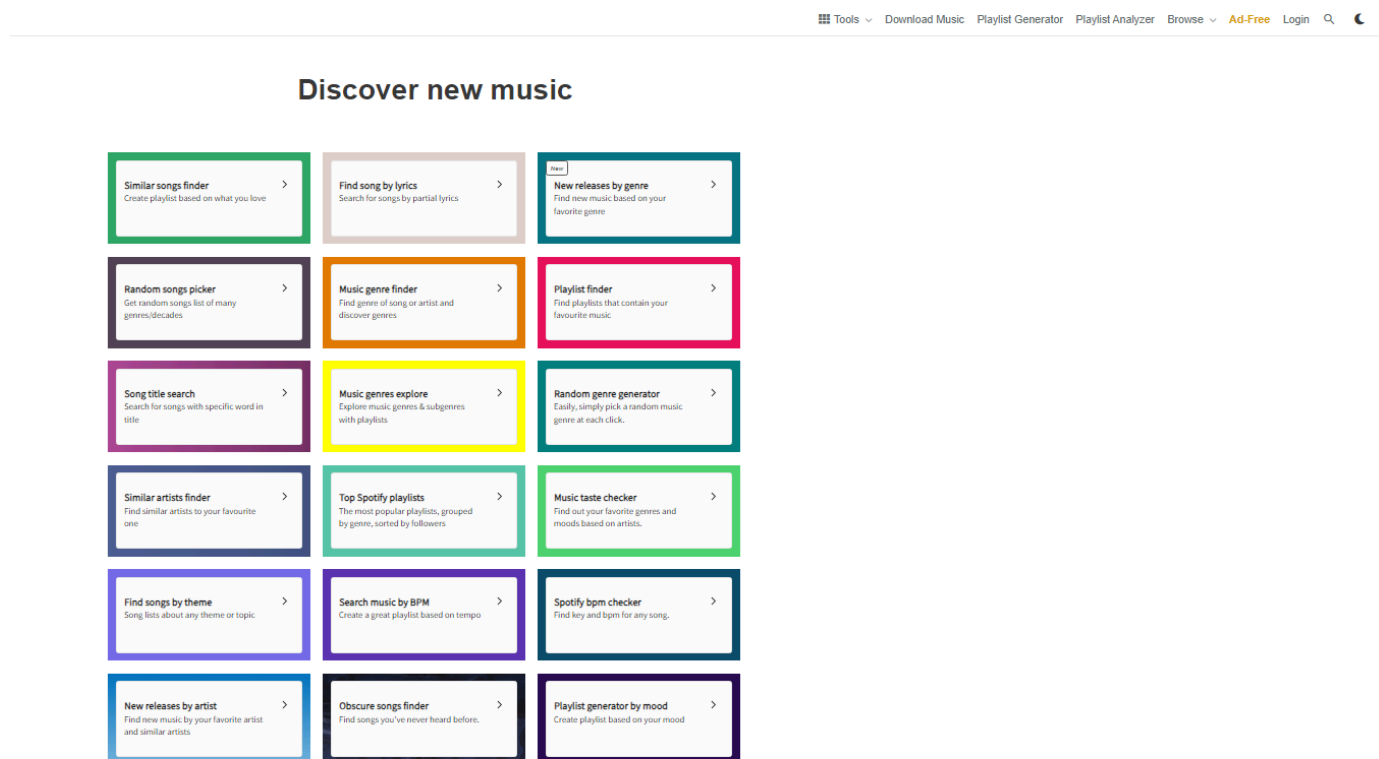 Tools
Download Music
Playlist Generator
Playlist Analyzer
Browse
Ad-Free
Login
Discover new music
Similar songs finder
Create playlist based on what you love
Find song by lyrics
Search for songs by partial lyrics
New
New releases by genre
Find new music based on your
favorite genre
Random songs picker
Get random songs list of many
genres/decades
Music genre finder
Find genre of song or artist and
discover genres
Playlist finder
Find playlists that contain your
favourite music
Song title search
Search for songs with specific word in
title
Music genres explore
Explore music genres & subgenres
with playlists
Random genre generator
Easily, simply pick a random music
genre at each click.
Similar artists finder
Find similar artists to your favourite
one
Top Spotify playlists
The most popular playlists, grouped
by genre, sorted by followers
Music taste checker
Find out your favorite genres and
moods based on artists.
Find songs by theme
Song lists about any theme or topic
Search music by BPM
Create a great playlist based on tempo
Spotify bpm checker
Find key and bpm for any song.
New releases by artist
Find new music by your favorite artist
and similar artists
Obscure songs finder
Find songs you've never heard before.
Playlist generator by mood
Create playlist based on your mood